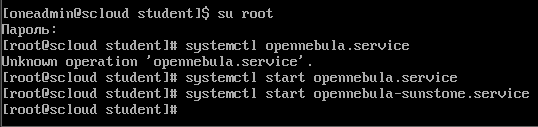 [oneadmin@scloud student]$ su root
Пароль:
[root@scloud student]# systemctl opennebula.service
Unknown operation 'opennebula.service'.
[root@scloud student]# systemctl start opennebula.service
[root@scloud student]# systemctl start opennebula-sunstone.service
[root@scloud student]#